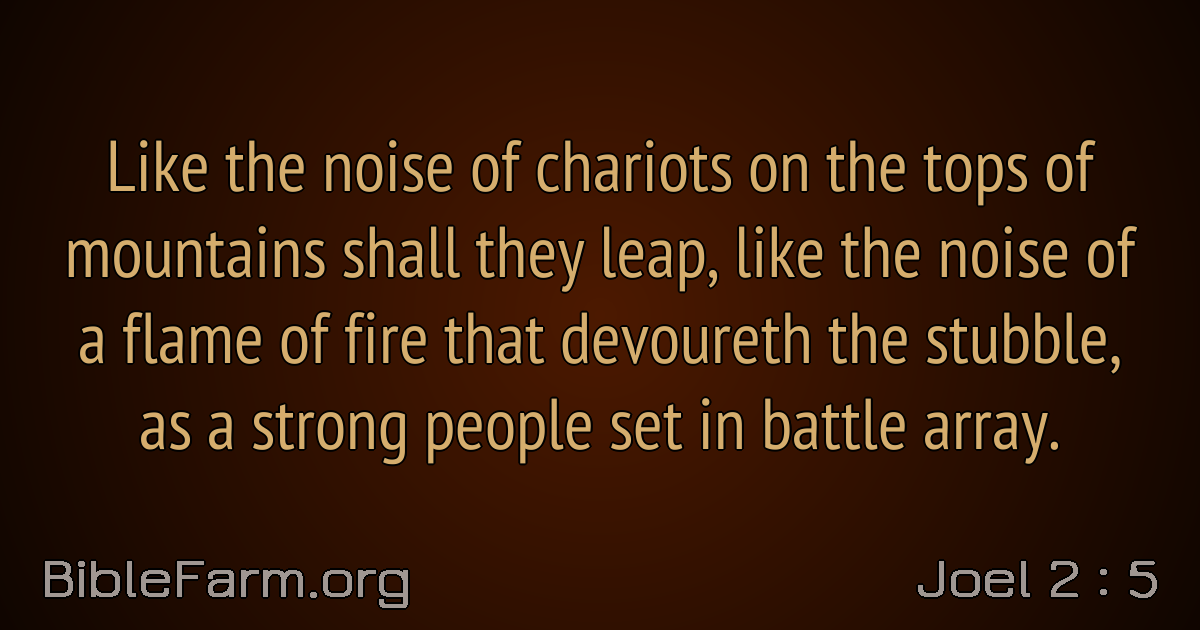 Like the noise of chariots on the tops of
mountains shall they leap, like the noise of
a flame of fire that devoureth the stubble,
as a strong people set in battle array.
BibleFarm.org
Joel 2 : 5